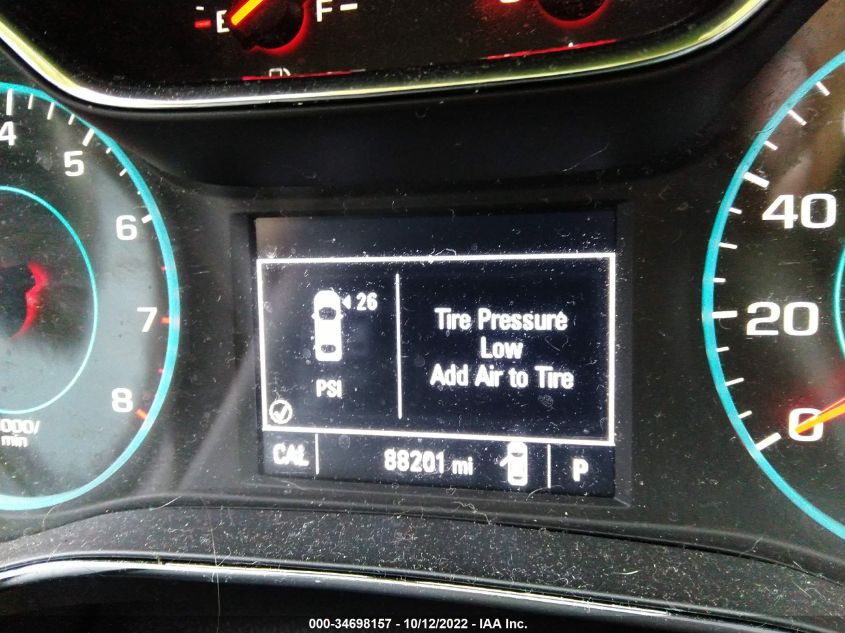 E F
4
5
6
7
8
000/
min
26
PSI
Tire Pressure
Low
Add Air to Tire
CAL 88201 mi P
40
20
0
000-34698157 - 10/12/2022 - IAA Inc.